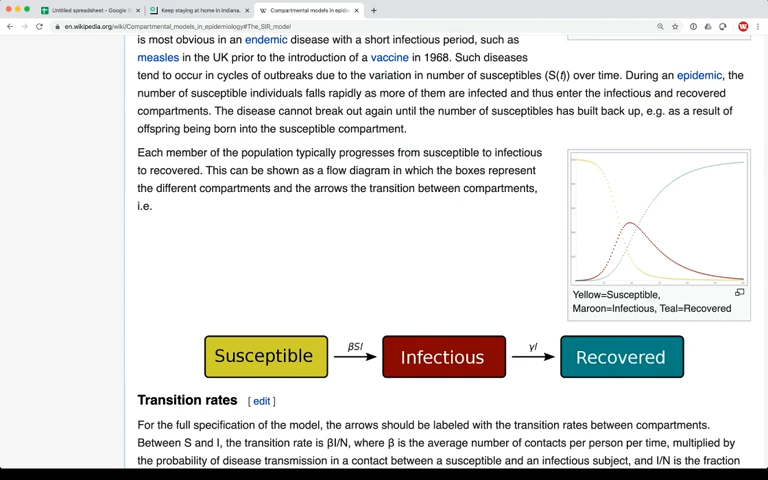 Untitled spreadsheet - Google S
Keep staying at home in Indiana.
Compartmental models in epide
en.wikipedia.org/wiki/Compartmental_models_in_epidemiology#The_SIR_model
is most obvious in an endemic disease with a short infectious period, such as
measles in the UK prior to the introduction of a vaccine in 1968. Such diseases
tend to occur in cycles of outbreaks due to the variation in number of susceptibles (S(t)) over time. During an epidemic, the
number of susceptible individuals falls rapidly as more of them are infected and thus enter the infectious and recovered
compartments. The disease cannot break out again until the number of susceptibles has built back up, e.g. as a result of
offspring being born into the susceptible compartment.
Each member of the population typically progresses from susceptible to infectious
to recovered. This can be shown as a flow diagram in which the boxes represent
the different compartments and the arrows the transition between compartments,
i.e.
Yellow=Susceptible,
Maroon=Infectious, Teal=Recovered
Susceptible βSI Infectious γI Recovered
Transition rates [ edit ]
For the full specification of the model, the arrows should be labeled with the transition rates between compartments.
Between S and I, the transition rate is βI/N, where β is the average number of contacts per person per time, multiplied by
the probability of disease transmission in a contact between a susceptible and an infectious subject, and I/N is the fraction